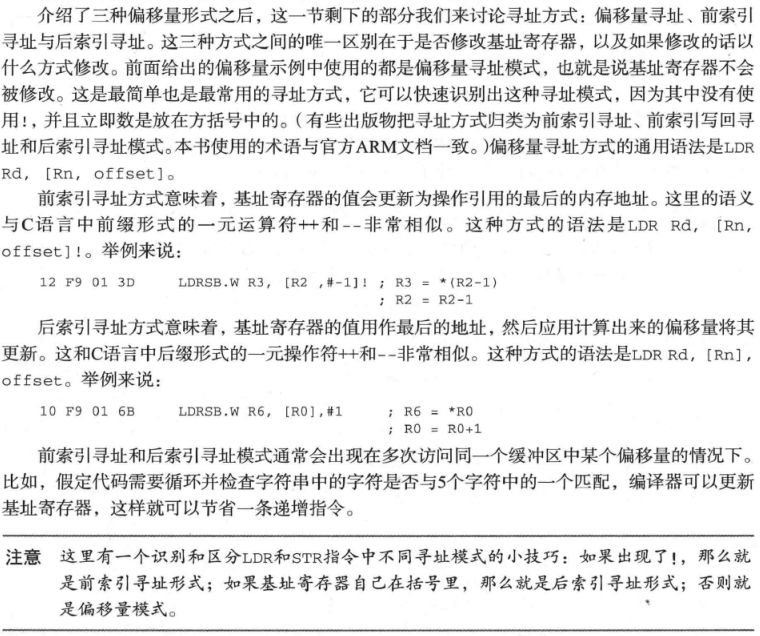 介绍了三种偏移量形式之后，这一节剩下的部分我们来讨论寻址方式：偏移量寻址、前索引
寻址与后索引寻址。这三种方式之间的唯一区别在于是否修改基址寄存器，以及如果修改的话以
什么方式修改。前面给出的偏移量示例中使用的都是偏移量寻址模式，也就是说基址寄存器不会
被修改。这是最简单也是最常用的寻址方式，它可以快速识别出这种寻址模式，因为其中没有使
用!，并且立即数是放在方括号中的。（有些出版物把寻址方式归类为前索引寻址、前索引写回寻
址和后索引寻址模式。本书使用的术语与官方ARM文档一致。）偏移量寻址方式的通用语法是LDR
Rd, [Rn, offset]。
前索引寻址方式意味着，基址寄存器的值会更新为操作引用的最后的内存地址。这里的语义
与C语言中前缀形式的一元运算符++和--非常相似。这种方式的语法是LDR Rd, [Rn,
offset]!。举例来说：
12 F9 01 3D LDRSB.W R3, [R2 ,#-1]! ; R3 = *(R2-1)
; R2 = R2-1
后索引寻址方式意味着，基址寄存器的值用作最后的地址，然后应用计算出来的偏移量将其
更新。这和C语言中后缀形式的一元操作符++和--非常相似。这种方式的语法是LDR Rd, [Rn],
offset。举例来说：
10 F9 01 6B LDRSB.W R6, [R0],#1 ; R6 = *R0
; R0 = R0+1
前索引寻址和后索引寻址模式通常会出现在多次访问同一个缓冲区中某个偏移量的情况下。
比如，假定代码需要循环并检查字符串中的字符是否与5个字符中的一个匹配，编译器可以更新
基址寄存器，这样就可以节省一条递增指令。
注意 这里有一个识别和区分LDR和STR指令中不同寻址模式的小技巧：如果出现了!，那么就
是前索引寻址形式；如果基址寄存器自己在括号里，那么就是后索引寻址形式；否则就
是偏移量模式。